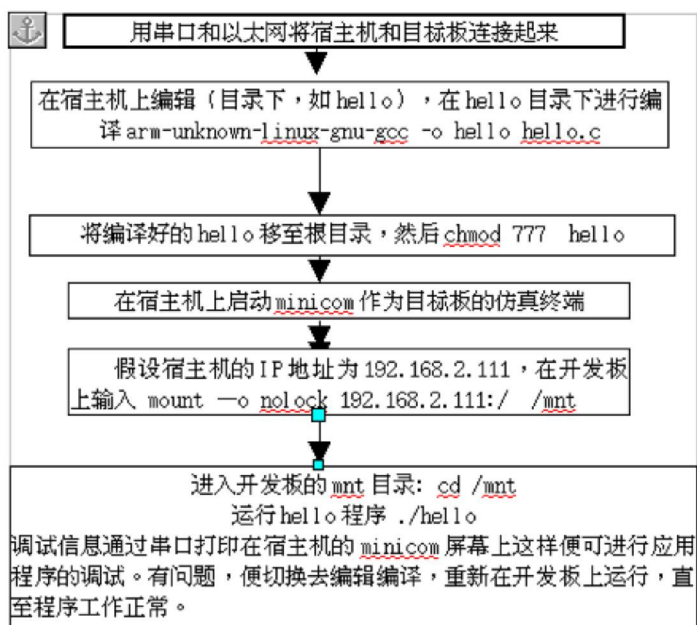 用串口和以太网将宿主机和目标板连接起来
在宿主机上编辑（目录下，如hello），在hello目录下进行编
译arm-unknown-linux-gnu-gcc -o hello hello.c
将编译好的hello移至根目录，然后chmod 777 hello
在宿主机上启动minicom作为目标板的仿真终端
假设宿主机的IP地址为192.168.2.111，在开发板
上输入 mount —o nolock 192.168.2.111:/ /mnt
进入开发板的mnt目录: cd /mnt
运行hello程序 ./hello
调试信息通过串口打印在宿主机的minicom屏幕上这样便可进行应用
程序的调试。有问题，便切换去编辑编译，重新在开发板上运行，直
至程序工作正常。